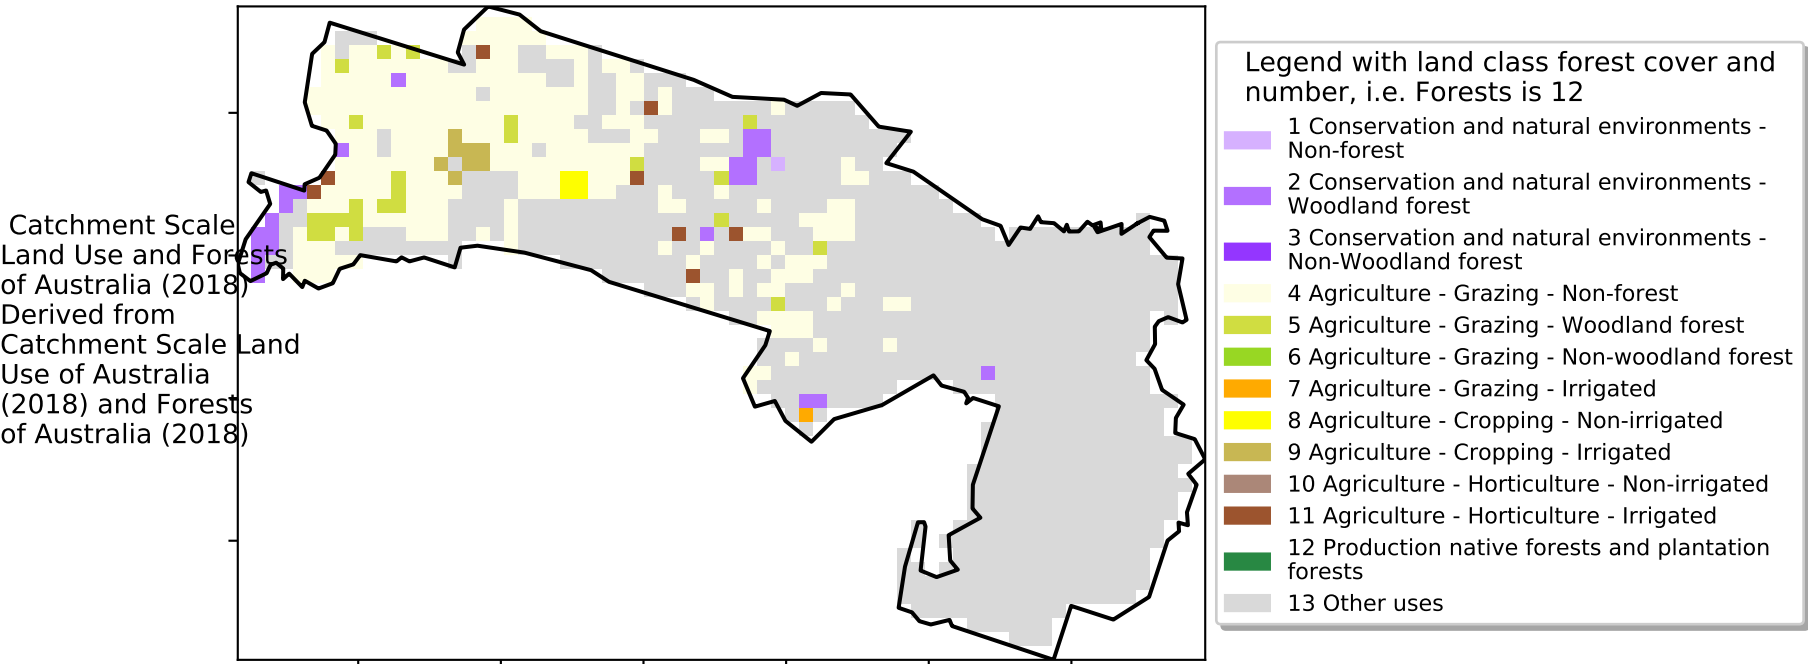 Catchment Scale
Land Use and Forests
of Australia (2018)
Derived from
Catchment Scale Land
Use of Australia
(2018) and Forests
of Australia (2018)
Legend with land class forest cover and
number, i.e. Forests is 12
1 Conservation and natural environments -
Non-forest
2 Conservation and natural environments -
Woodland forest
3 Conservation and natural environments -
Non-Woodland forest
4 Agriculture - Grazing - Non-forest
5 Agriculture - Grazing - Woodland forest
6 Agriculture - Grazing - Non-woodland forest
7 Agriculture - Grazing - Irrigated
8 Agriculture - Cropping - Non-irrigated
9 Agriculture - Cropping - Irrigated
10 Agriculture - Horticulture - Non-irrigated
11 Agriculture - Horticulture - Irrigated
12 Production native forests and plantation
forests
13 Other uses